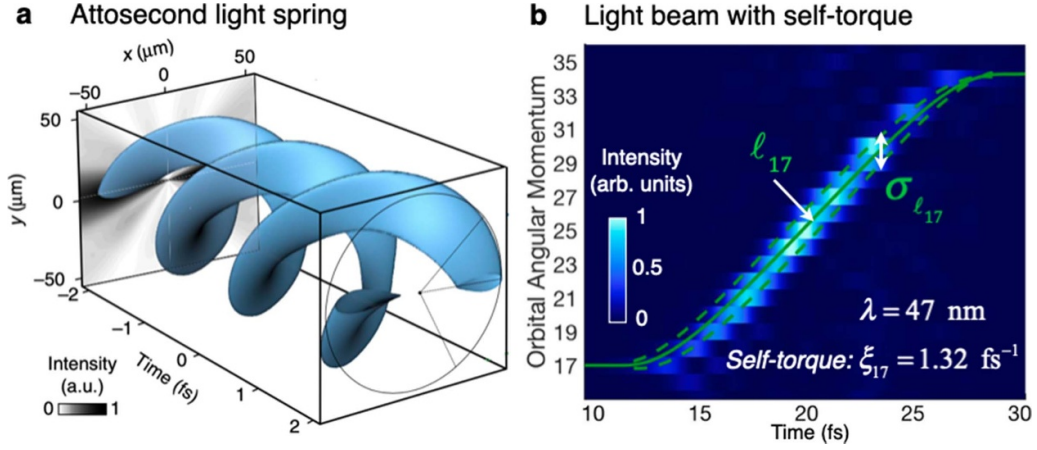 a Attosecond light spring
x (μm)
50
0
−50
50
0
−50
y (μm)
−2
−1
0
1
2
Time (fs)
Intensity
(a.u.)
0 1
b Light beam with self-torque
Orbital Angular Momentum
35
33
31
29
27
25
23
21
19
17
Intensity
(arb. units)
1
0.5
0
ℓ₁₇
σ_ℓ₁₇
λ = 47 nm
Self-torque: ξ₁₇ = 1.32 fs⁻¹
10 15 20 25 30
Time (fs)